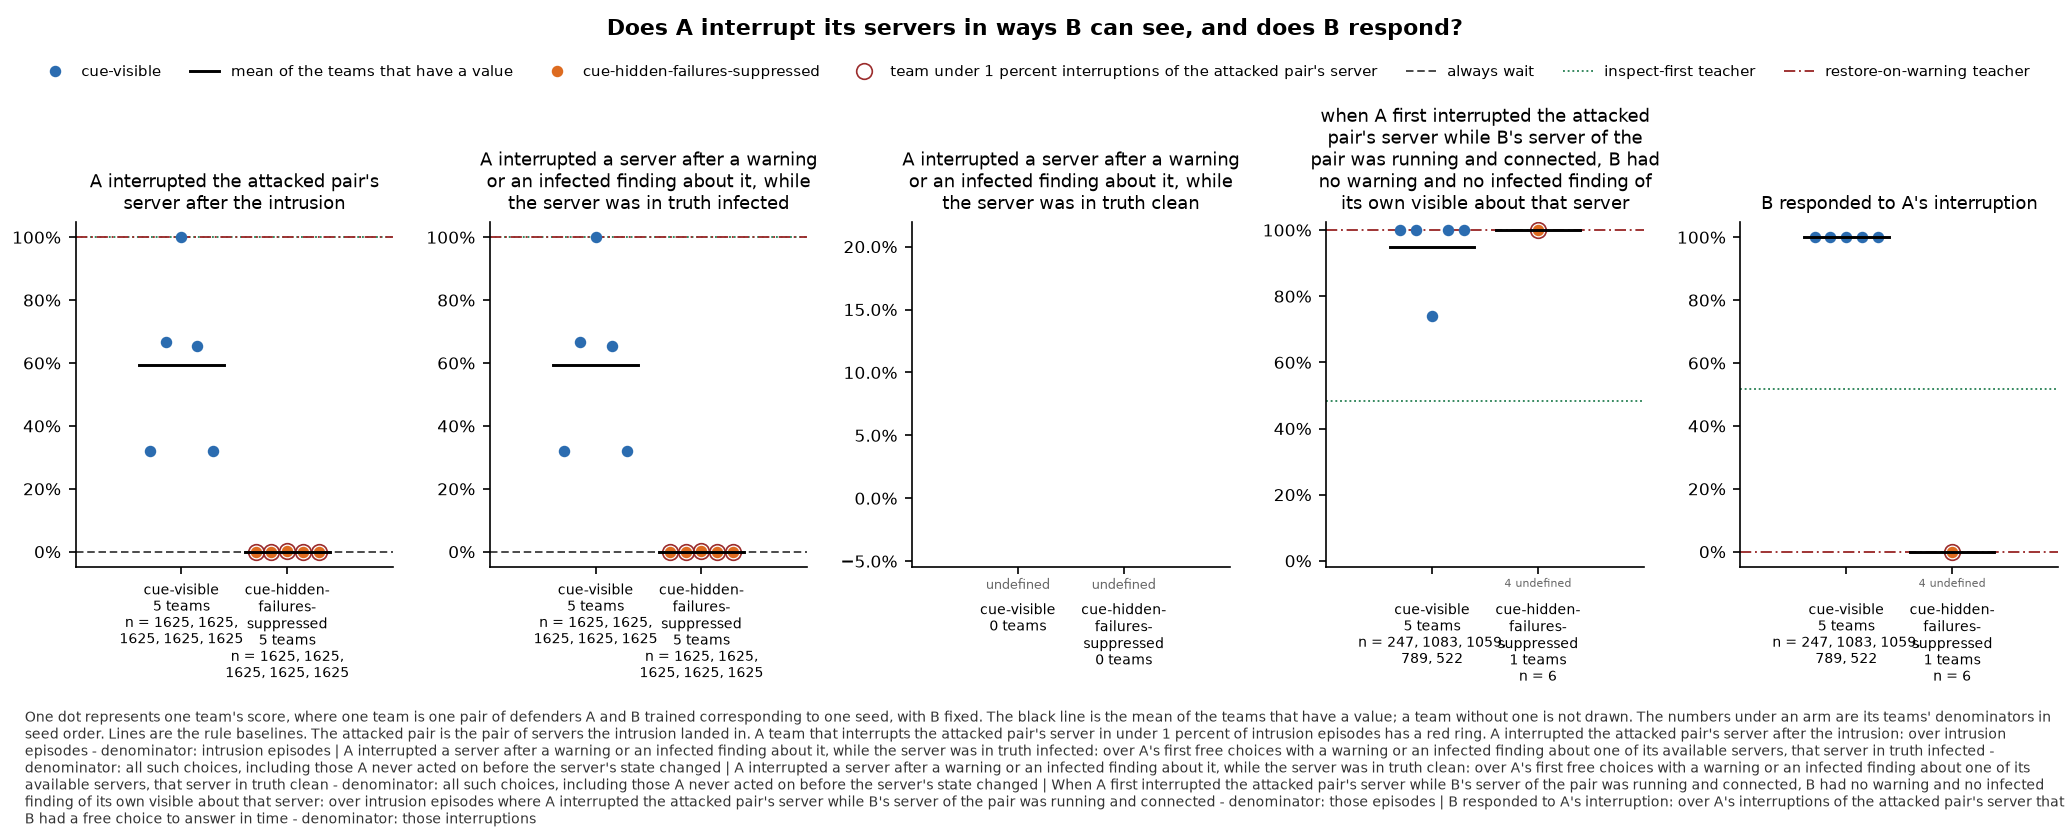 Does A interrupt its servers in ways B can see, and does B respond?
cue-visible
mean of the teams that have a value
cue-hidden-failures-suppressed
team under 1 percent interruptions of the attacked pair's server
always wait
inspect-first teacher
restore-on-warning teacher
A interrupted the attacked pair's
server after the intrusion
100%
80%
60%
40%
20%
0%
cue-visible
5 teams
n = 1625, 1625,
1625, 1625, 1625
cue-hidden-
failures-
suppressed
5 teams
n = 1625, 1625,
1625, 1625, 1625
A interrupted a server after a warning
or an infected finding about it, while
the server was in truth infected
100%
80%
60%
40%
20%
0%
cue-visible
5 teams
n = 1625, 1625,
1625, 1625, 1625
cue-hidden-
failures-
suppressed
5 teams
n = 1625, 1625,
1625, 1625, 1625
A interrupted a server after a warning
or an infected finding about it, while
the server was in truth clean
20.0%
15.0%
10.0%
5.0%
0.0%
−5.0%
undefined
cue-visible
0 teams
undefined
cue-hidden-
failures-
suppressed
0 teams
when A first interrupted the attacked
pair's server while B's server of the
pair was running and connected, B had
no warning and no infected finding of
its own visible about that server
100%
80%
60%
40%
20%
0%
cue-visible
5 teams
n = 247, 1083, 1059,
789, 522
4 undefined
cue-hidden-
failures-
suppressed
1 teams
n = 6
B responded to A's interruption
100%
80%
60%
40%
20%
0%
cue-visible
5 teams
n = 247, 1083, 1059,
789, 522
4 undefined
cue-hidden-
failures-
suppressed
1 teams
n = 6
One dot represents one team's score, where one team is one pair of defenders A and B trained corresponding to one seed, with B fixed. The black line is the mean of the teams that have a value; a team without one is not drawn. The numbers under an arm are its teams' denominators in
seed order. Lines are the rule baselines. The attacked pair is the pair of servers the intrusion landed in. A team that interrupts the attacked pair's server in under 1 percent of intrusion episodes has a red ring. A interrupted the attacked pair's server after the intrusion: over intrusion
episodes - denominator: intrusion episodes | A interrupted a server after a warning or an infected finding about it, while the server was in truth infected: over A's first free choices with a warning or an infected finding about one of its available servers, that server in truth infected -
denominator: all such choices, including those A never acted on before the server's state changed | A interrupted a server after a warning or an infected finding about it, while the server was in truth clean: over A's first free choices with a warning or an infected finding about one of its
available servers, that server in truth clean - denominator: all such choices, including those A never acted on before the server's state changed | When A first interrupted the attacked pair's server while B's server of the pair was running and connected, B had no warning and no infected
finding of its own visible about that server: over intrusion episodes where A interrupted the attacked pair's server while B's server of the pair was running and connected - denominator: those episodes | B responded to A's interruption: over A's interruptions of the attacked pair's server that
B had a free choice to answer in time - denominator: those interruptions